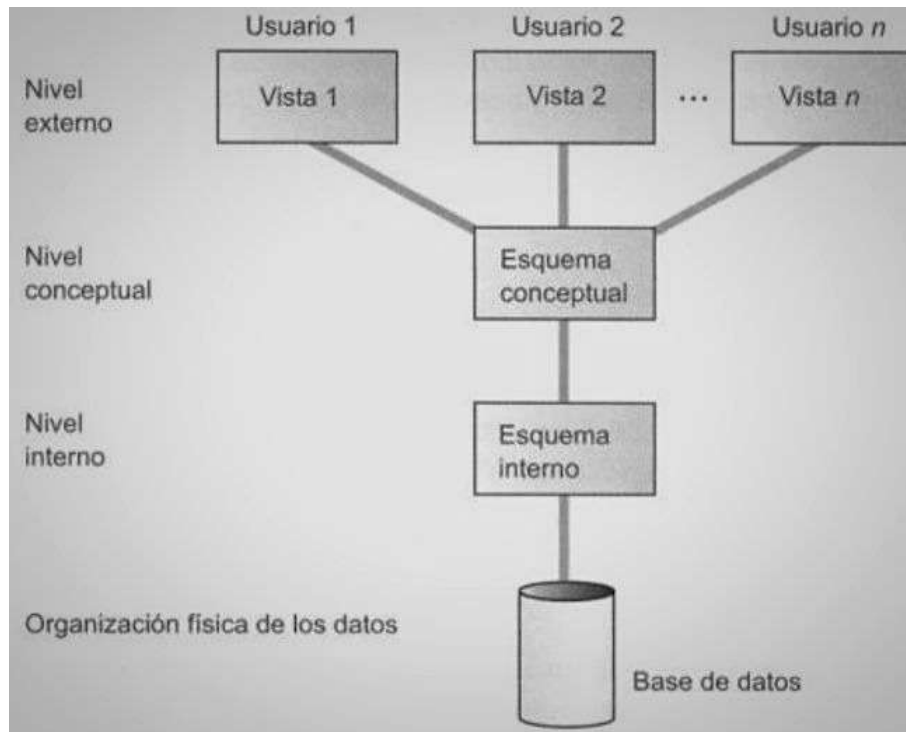 Usuario 1
Usuario 2
Usuario n
Nivel
externo
Vista 1
Vista 2
...
Vista n
Nivel
conceptual
Esquema
conceptual
Nivel
interno
Esquema
interno
Organización física de los datos
Base de datos